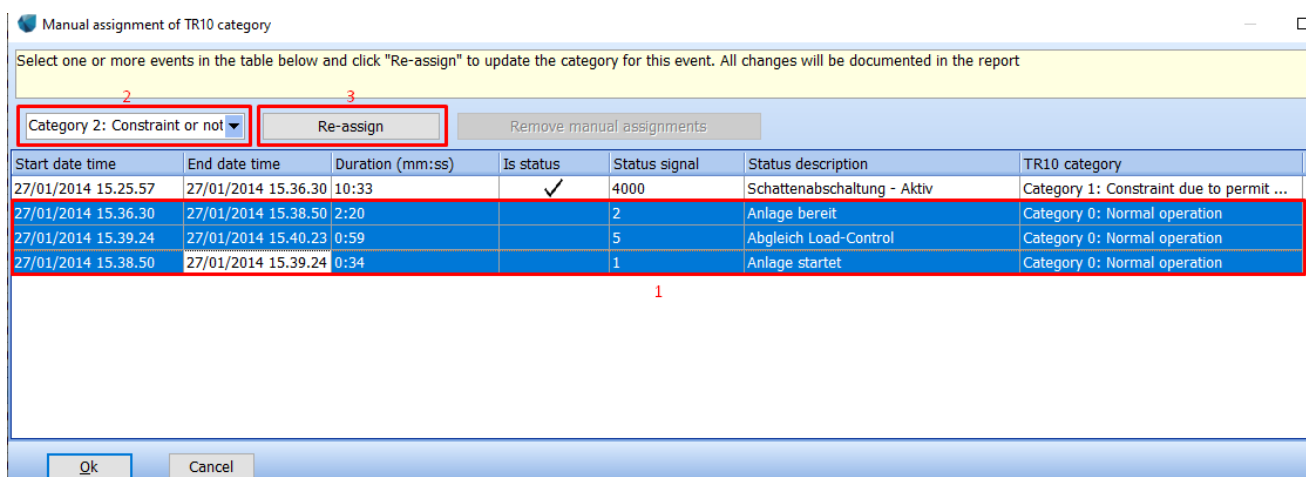 Manual assignment of TR10 category
Select one or more events in the table below and click "Re-assign" to update the category for this event. All changes will be documented in the report
2 3
Category 2: Constraint or not Re-assign Remove manual assignments
Start date time End date time Duration (mm:ss) Is status Status signal Status description TR10 category
27/01/2014 15.25.57 27/01/2014 15.36.30 10:33 4000 Schattenabschaltung - Aktiv Category 1: Constraint due to permit ...
27/01/2014 15.36.30 27/01/2014 15.38.50 2:20 2 Anlage bereit Category 0: Normal operation
27/01/2014 15.39.24 27/01/2014 15.40.23 0:59 5 Abgleich Load-Control Category 0: Normal operation
27/01/2014 15.38.50 27/01/2014 15.39.24 0:34 1 Anlage startet Category 0: Normal operation
1
Ok Cancel